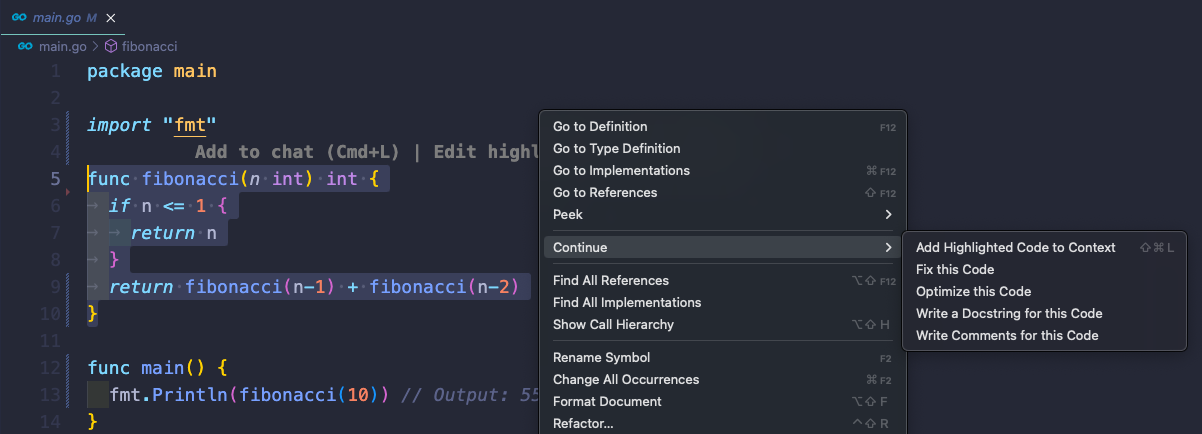 GO main.go M ×
GO main.go > fibonacci
1 package main
2
3 import "fmt"
4 Add to chat (Cmd+L) | Edit highl
5 func fibonacci(n int) int {
6 if n <= 1 {
7 return n
8 }
9 return fibonacci(n-1) + fibonacci(n-2)
10 }
11
12 func main() {
13 fmt.Println(fibonacci(10)) // Output: 55
14 }
Go to Definition F12
Go to Type Definition
Go to Implementations ⌘F12
Go to References ⇧F12
Peek >
Continue >
Find All References ⌥⇧F12
Find All Implementations
Show Call Hierarchy ⌥⇧H
Rename Symbol F2
Change All Occurrences ⌘F2
Format Document ⌥⇧F
Refactor... ^⇧R
Add Highlighted Code to Context ⇧⌘L
Fix this Code
Optimize this Code
Write a Docstring for this Code
Write Comments for this Code